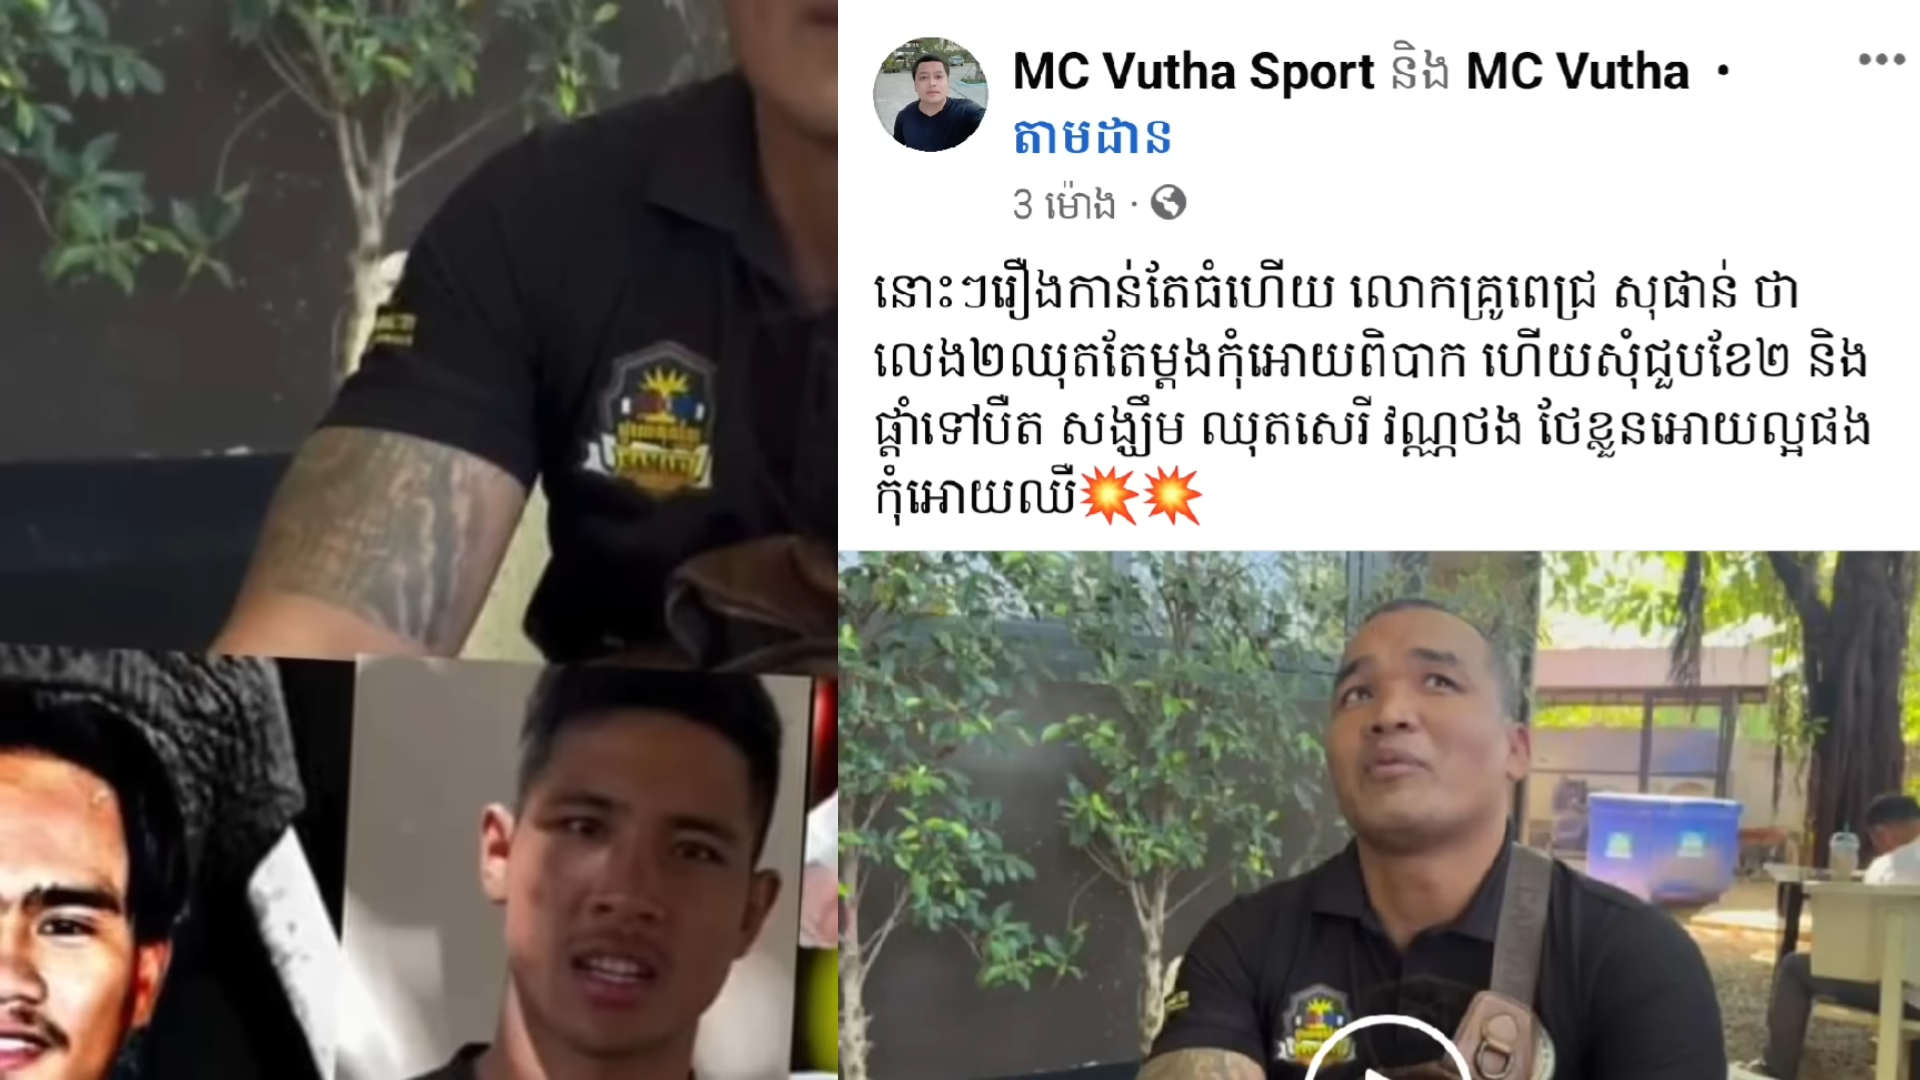 MC Vutha Sport និង MC Vutha •
តាមដាន
3 ម៉ោង ·
នោះៗរឿងកាន់តែធំហើយ លោកគ្រូពេជ្រ សុផាន់ ថា
លេង២ឈុតតែម្តងកុំអោយពិបាក ហើយសុំជួបខែ២ និង
ផ្តាំទៅបឺត សង្ឃឹម ឈុតសេរី វណ្ណថង ថែខ្លួនអោយល្អផង
កុំអោយឈឺ💥💥